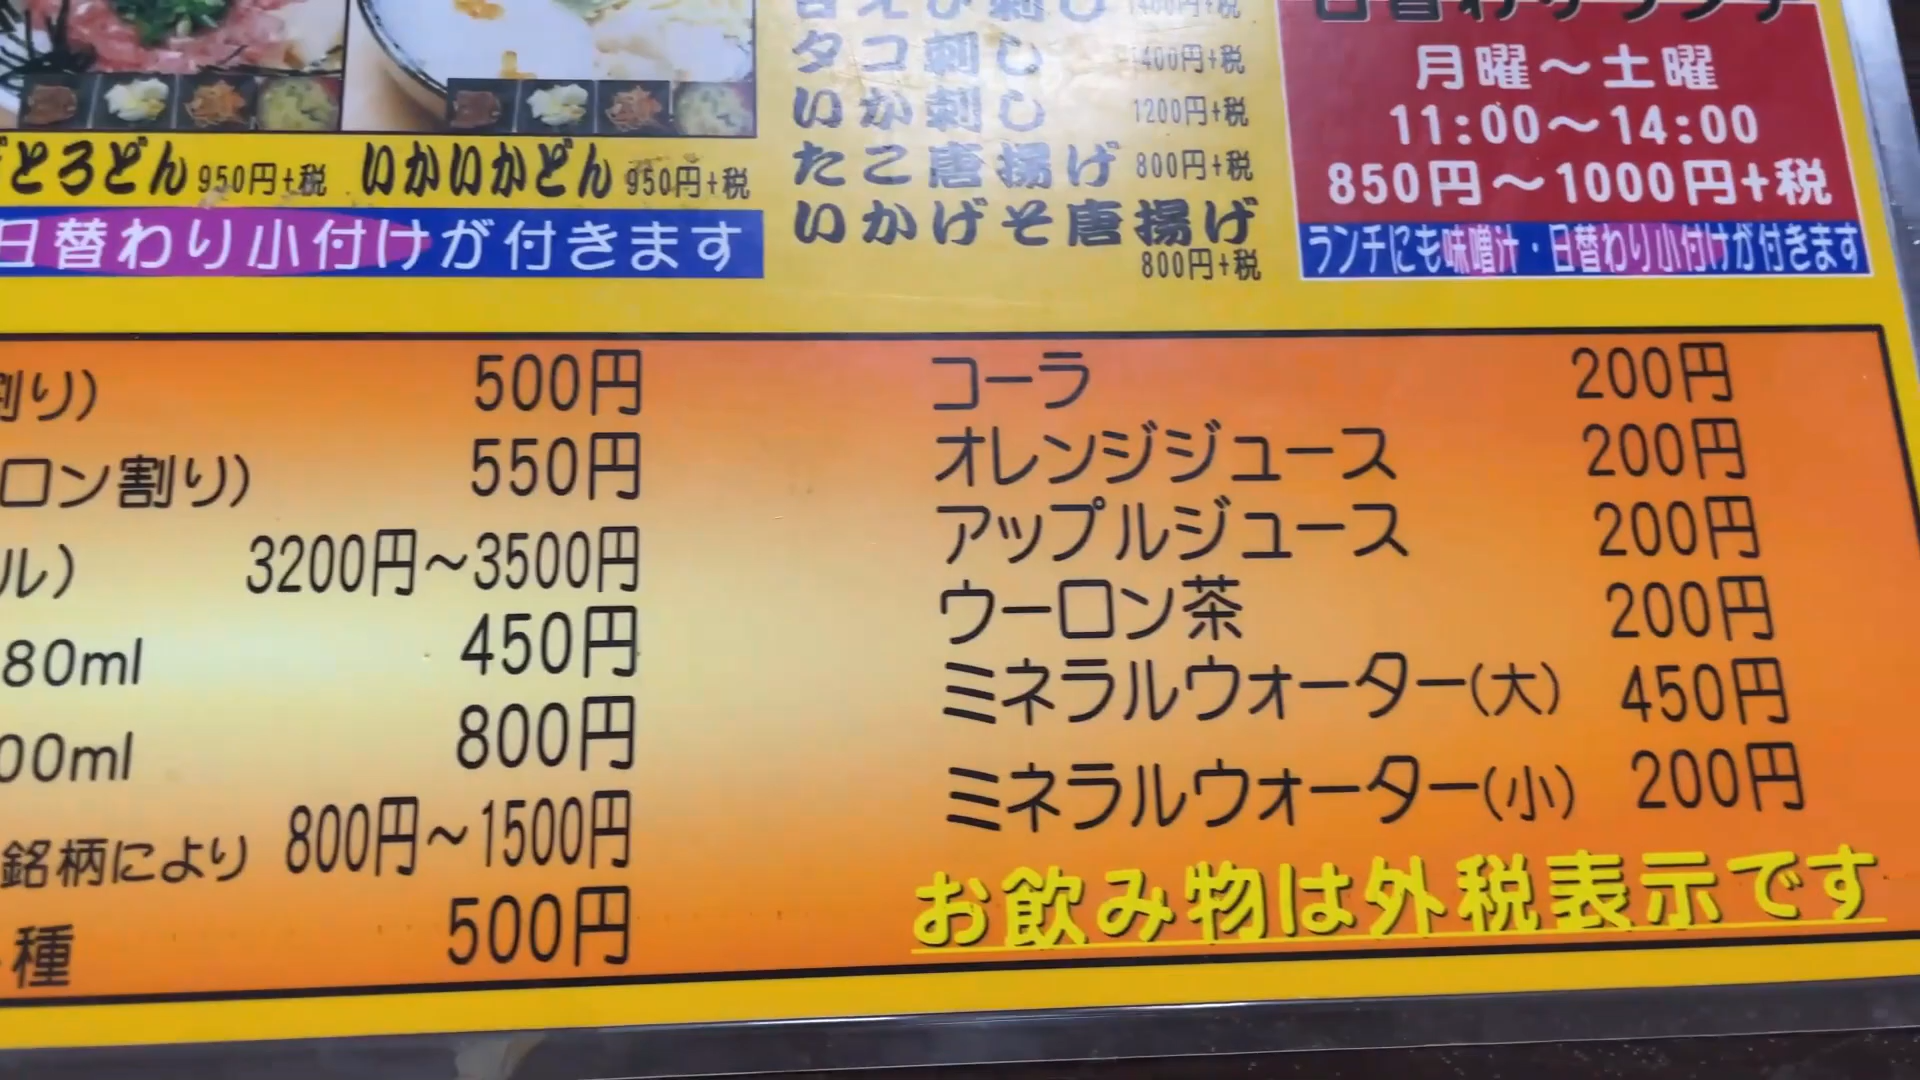 とろどん 950円+税
いかいかどん 950円+税
日替わり小付けが付きます
タコ刺し 1400円+税
いか刺し 1200円+税
たこ唐揚げ 800円+税
いかげそ唐揚げ
800円+税
日替わりランチ
月曜～土曜
11:00～14:00
850円～1000円+税
ランチにも味噌汁・日替わり小付けが付きます
割り) 500円
ロン割り) 550円
ル) 3200円～3500円
80ml 450円
00ml 800円
銘柄により 800円～1500円
種 500円
コーラ 200円
オレンジジュース 200円
アップルジュース 200円
ウーロン茶 200円
ミネラルウォーター(大) 450円
ミネラルウォーター(小) 200円
お飲み物は外税表示です